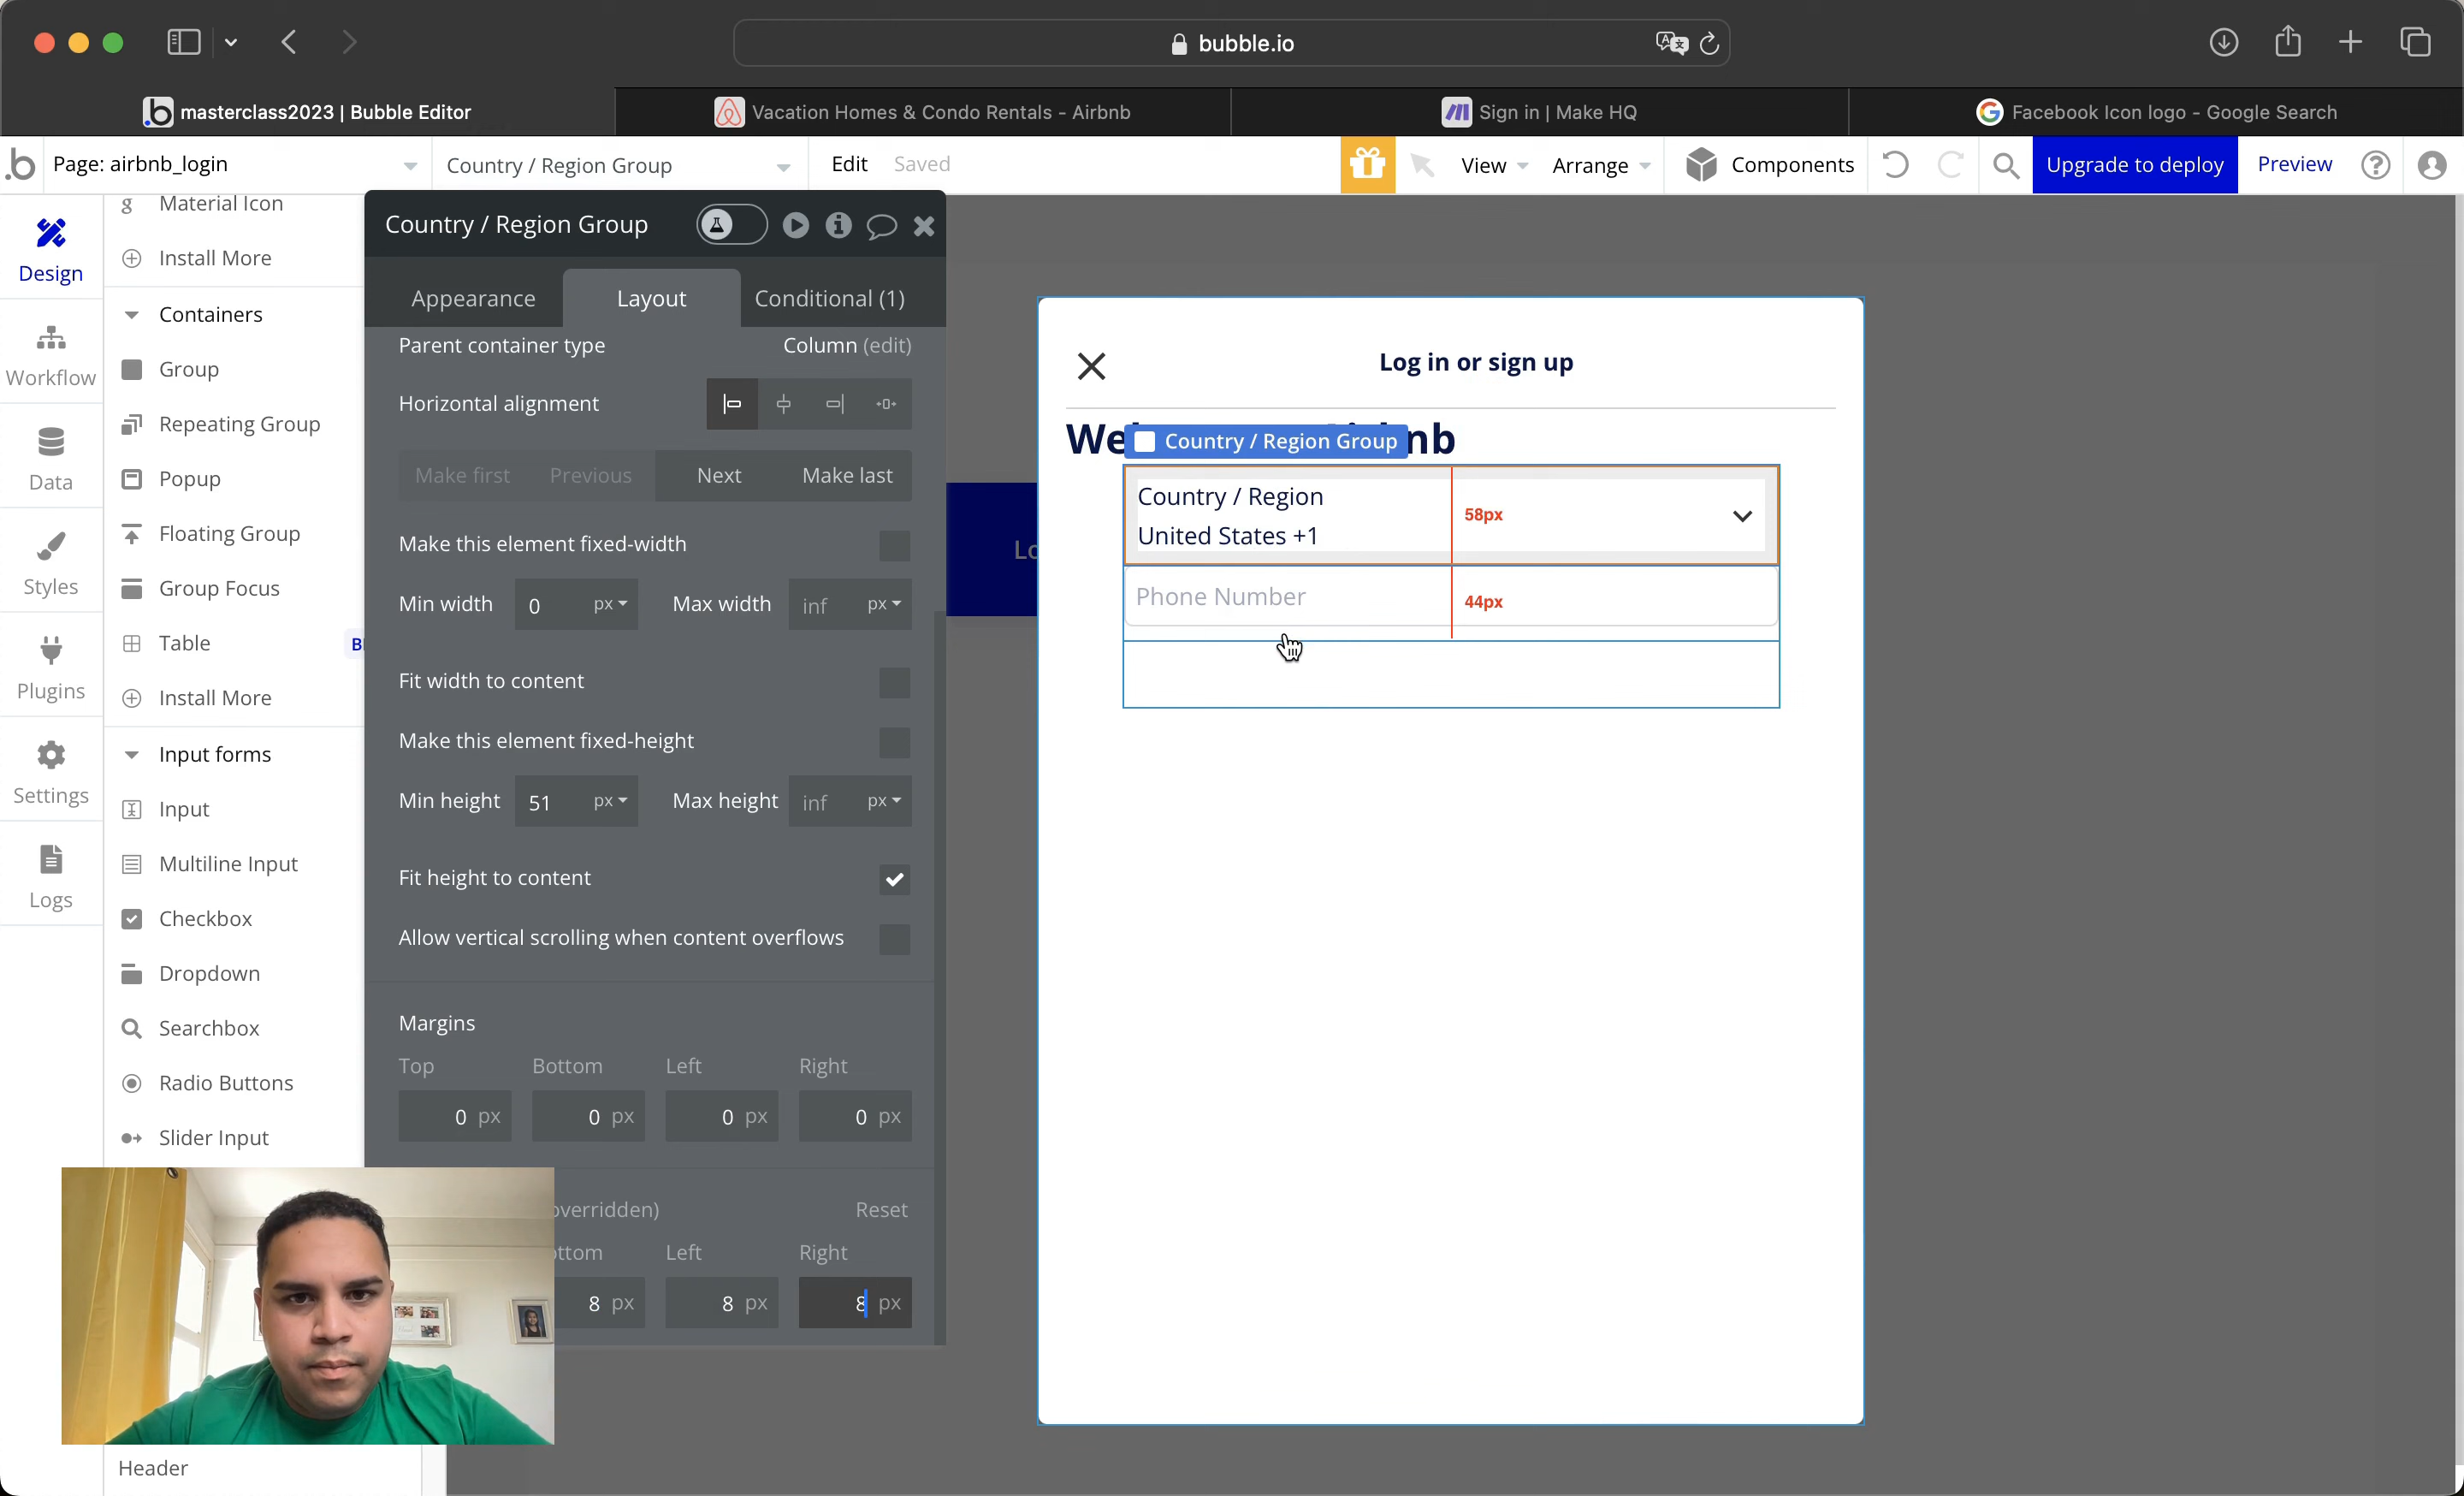 bubble.io
masterclass2023 | Bubble Editor
Vacation Homes & Condo Rentals - Airbnb
Sign in | Make HQ
Facebook Icon logo - Google Search
Page: airbnb_login
Country / Region Group
Edit
Saved
View
Arrange
Components
Upgrade to deploy
Preview
Design
Workflow
Data
Styles
Plugins
Settings
Logs
Material Icon
Install More
Containers
Group
Repeating Group
Popup
Floating Group
Group Focus
Table
Install More
Input forms
Input
Multiline Input
Checkbox
Dropdown
Searchbox
Radio Buttons
Slider Input
Header
Country / Region Group
Appearance
Layout
Conditional (1)
Parent container type
Column (edit)
Horizontal alignment
Make first
Previous
Next
Make last
Make this element fixed-width
Min width 0 px
Max width inf px
Fit width to content
Make this element fixed-height
Min height 51 px
Max height inf px
Fit height to content
Allow vertical scrolling when content overflows
Margins
Top Bottom Left Right
0 px 0 px 0 px 0 px
Reset
Left Right
8 px 8 px 8 px
Log in or sign up
Country / Region Group
Country / Region
United States +1
58px
Phone Number
44px